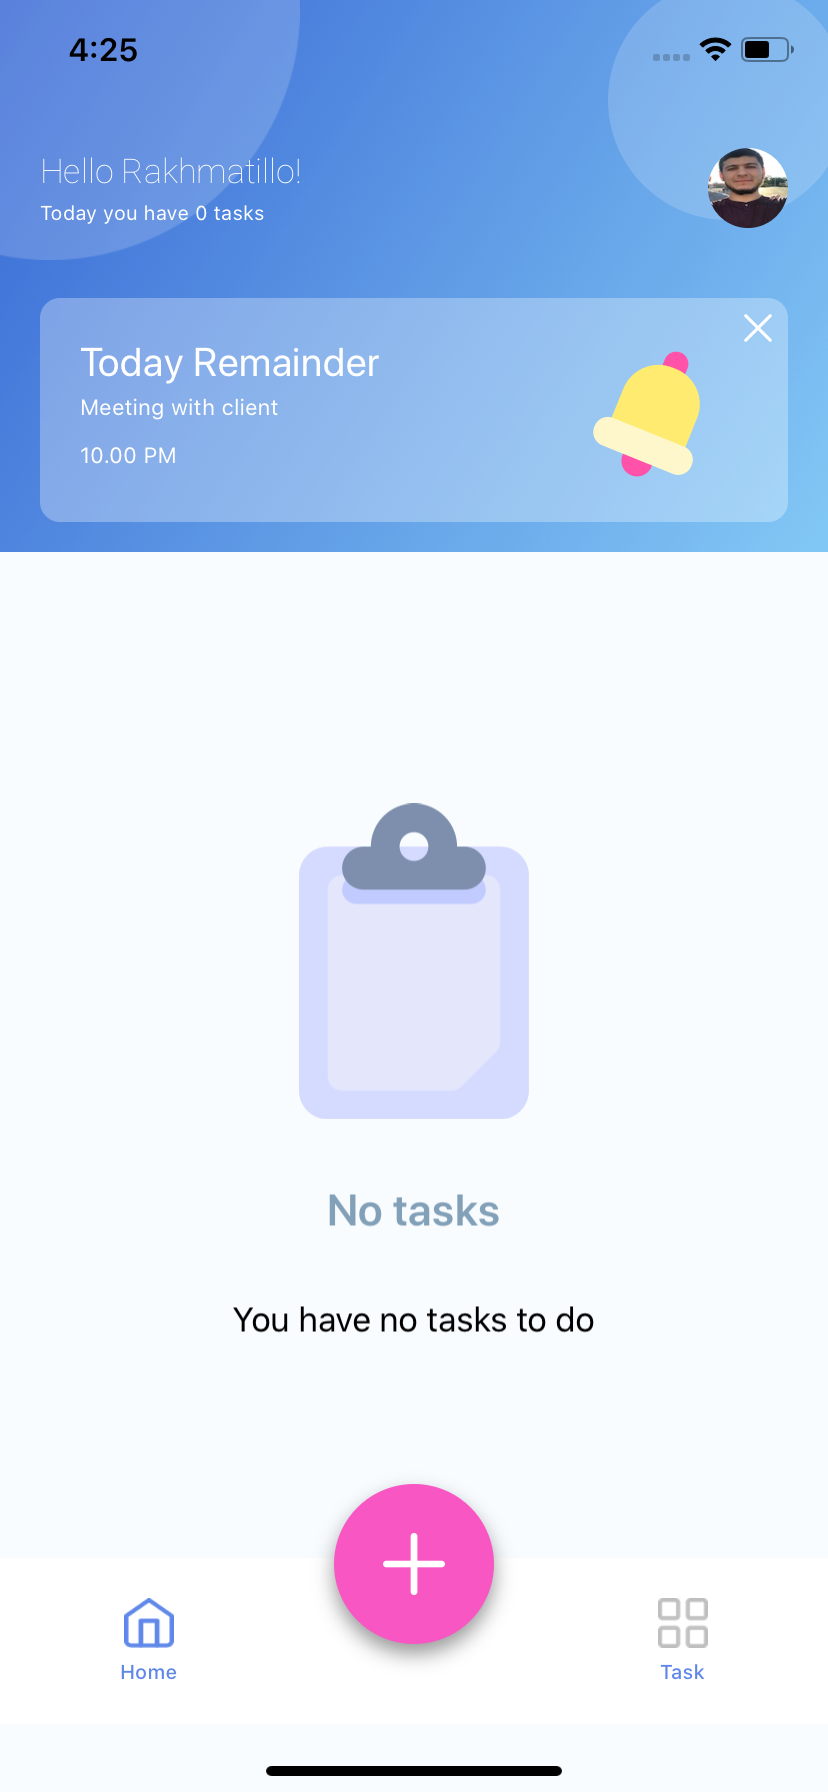 4:25
Hello Rakhmatillo!
Today you have 0 tasks
Today Remainder
Meeting with client
10.00 PM
No tasks
You have no tasks to do
Home
Task